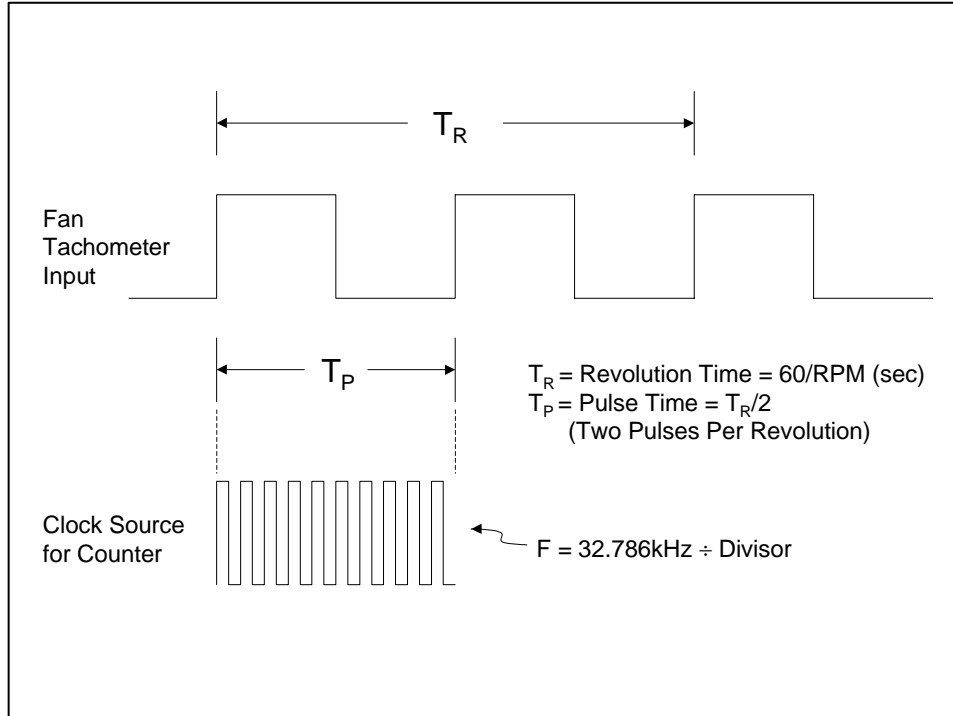 T_R
Fan
Tachometer
Input
T_P
T_R = Revolution Time = 60/RPM (sec)
T_P = Pulse Time = T_R/2
(Two Pulses Per Revolution)
Clock Source
for Counter
F = 32.786kHz ÷ Divisor